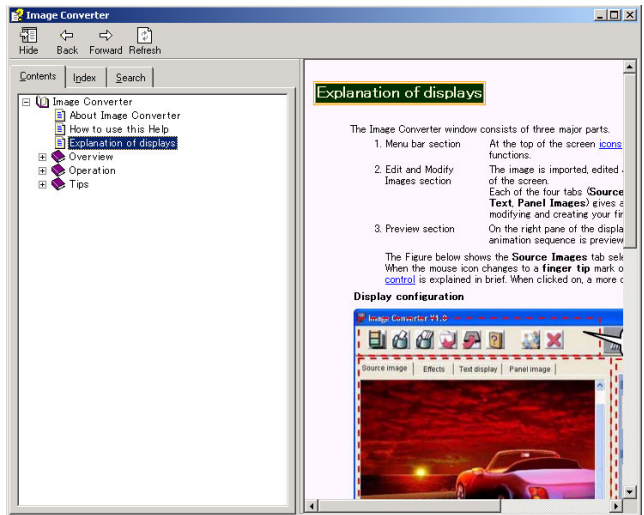 Image Converter
Hide Back Forward Refresh
Contents Index Search
Image Converter
About Image Converter
How to use this Help
Explanation of displays
Overview
Operation
Tips
Explanation of displays
The Image Converter window consists of three major parts.
1. Menu bar section At the top of the screen icons
functions.
2. Edit and Modify The image is imported, edited
Images section of the screen.
Each of the four tabs (Source
Text, Panel Images) gives a
modifying and creating your fir
3. Preview section On the right pane of the displa
animation sequence is preview
The Figure below shows the Source Images tab sele
When the mouse icon changes to a finger tip mark o
control is explained in brief. When clicked on, a more d
Display configuration
Image Converter V1.0
Source image Effects Text display Panel image